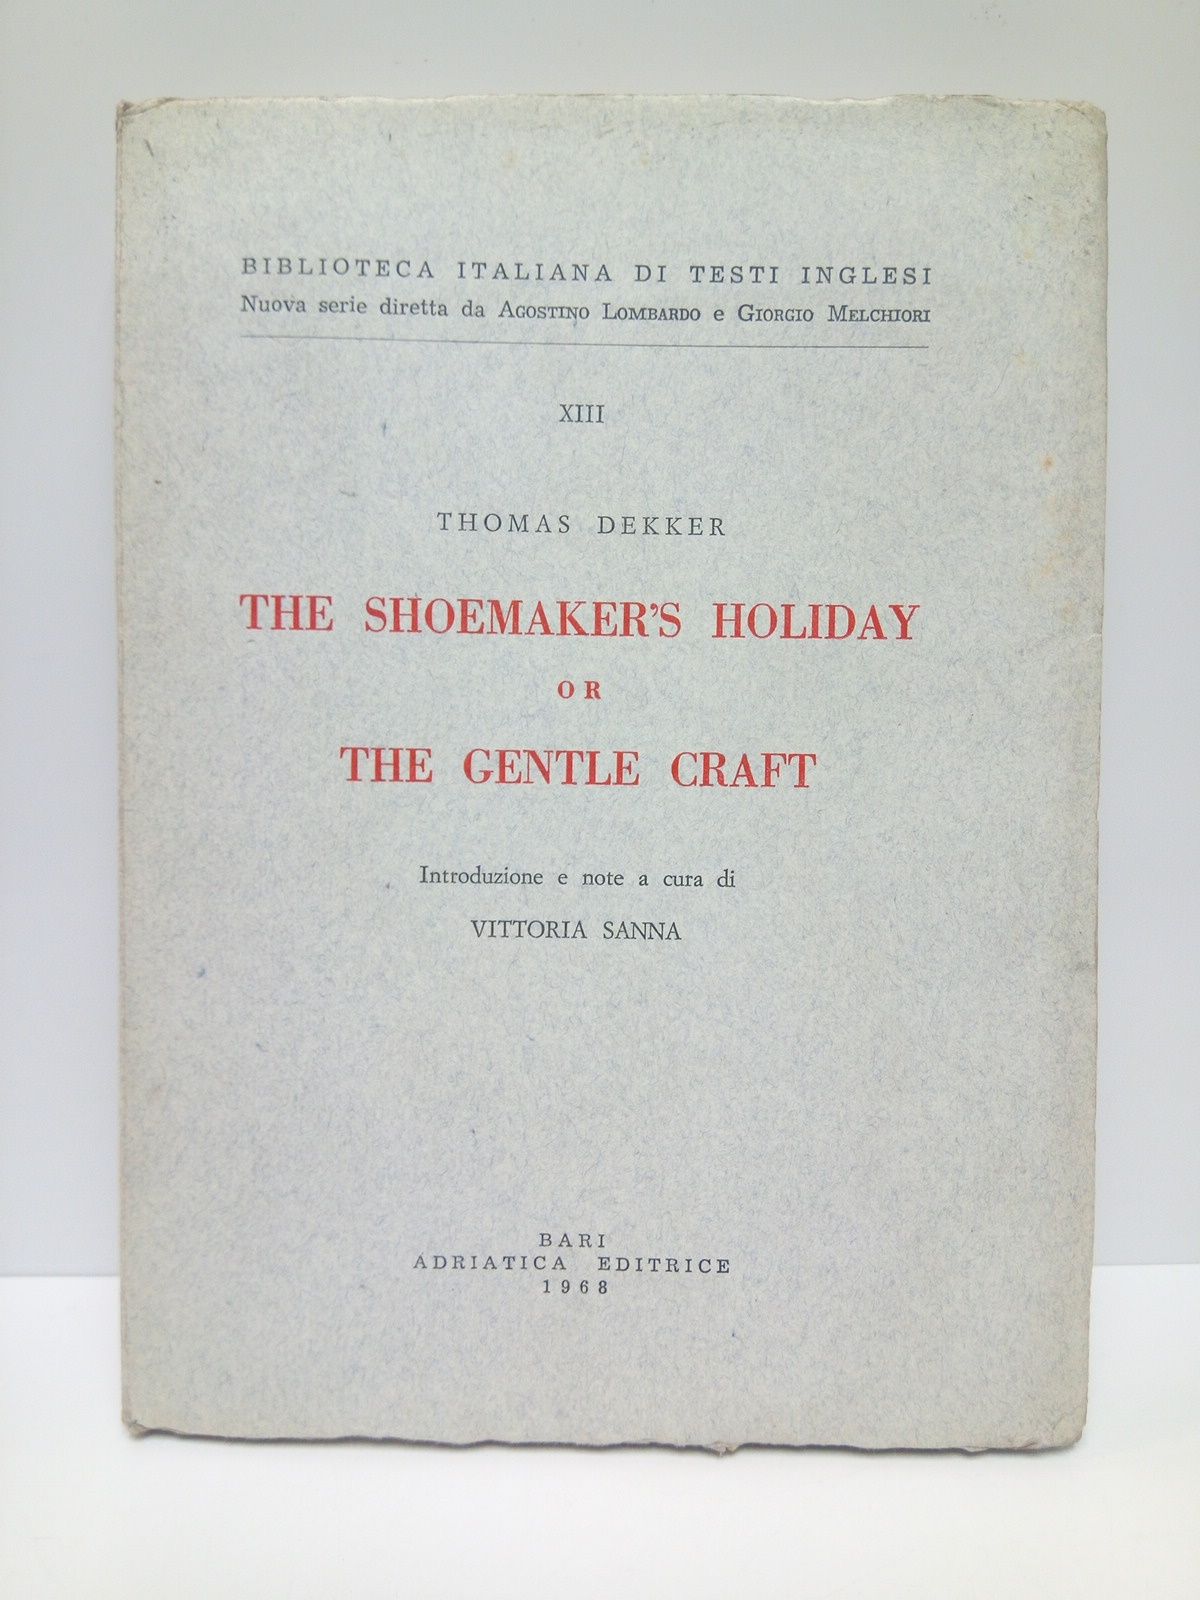 BIBLIOTECA ITALIANA DI TESTI INGLESI
Nuova serie diretta da AGOSTINO LOMBARDO e GIORGIO MELCHIORI
XIII
THOMAS DEKKER
THE SHOEMAKER'S HOLIDAY
OR
THE GENTLE CRAFT
Introduzione e note a cura di
VITTORIA SANNA
BARI
ADRIATICA EDITRICE
1968